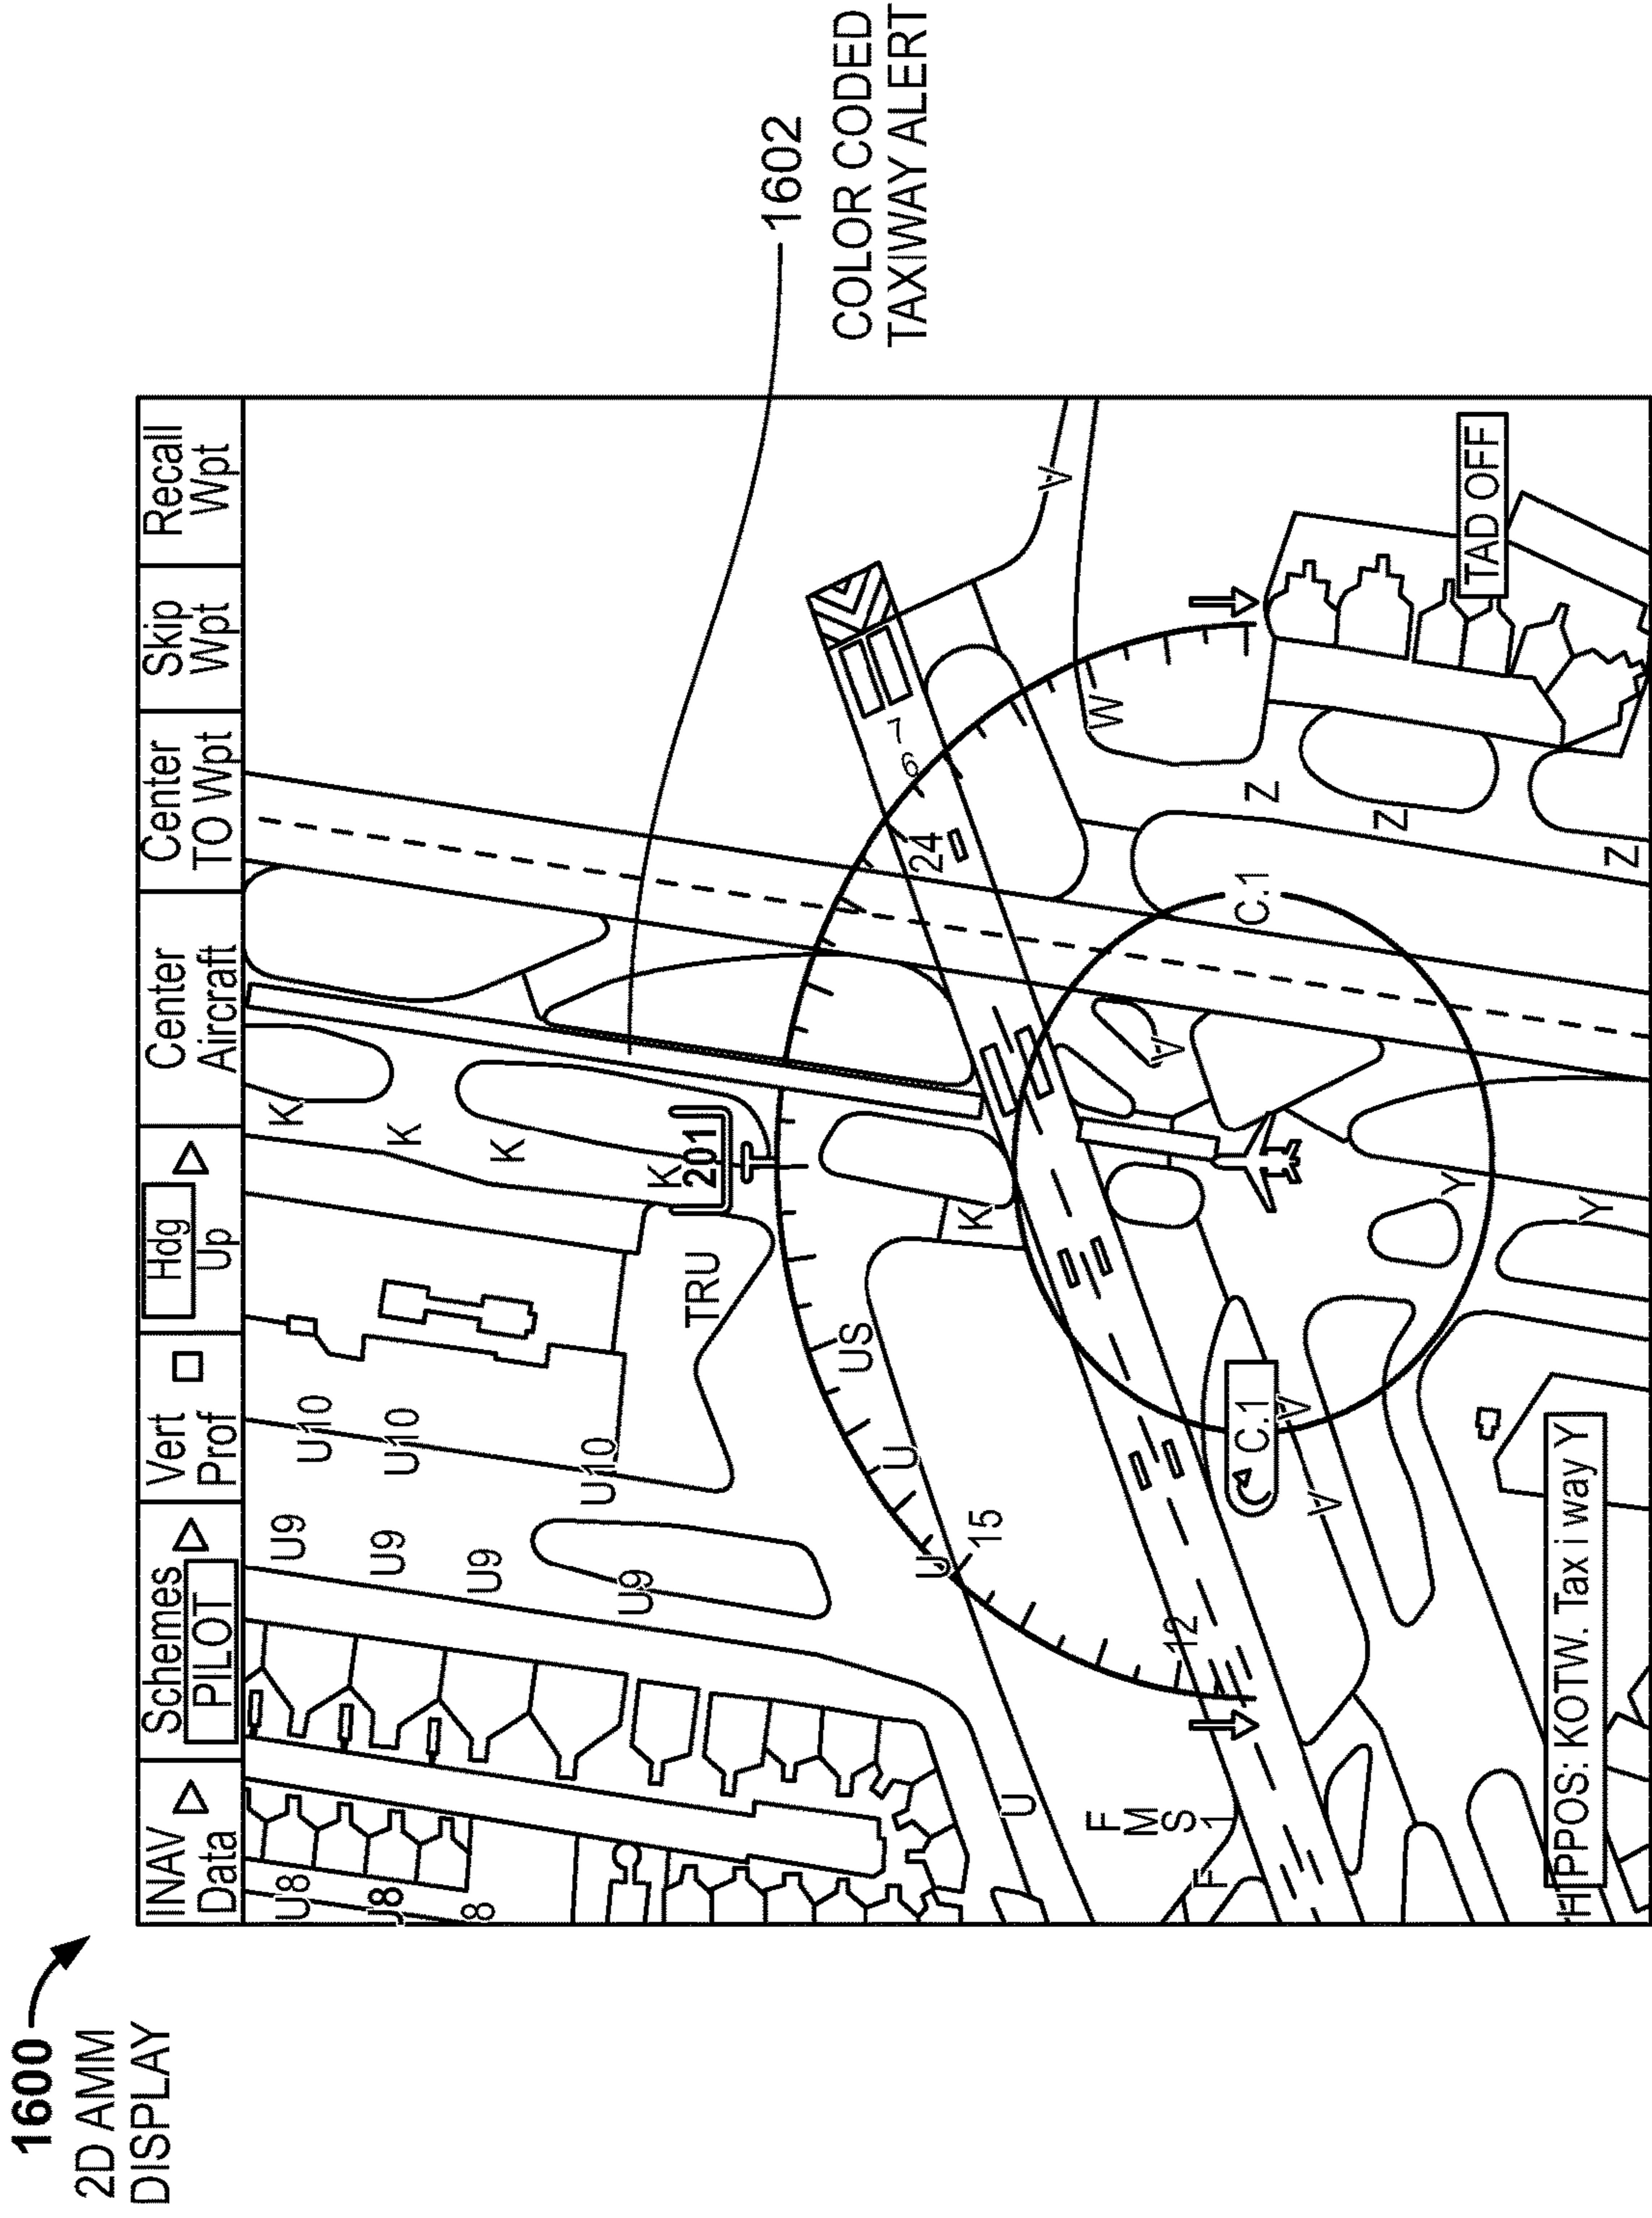 1600
2D AMM
DISPLAY
INAV
Data
Schemes
PILOT
Vert
Prof
Hdg
Up
Center
Aircraft
Center
TO Wpt
Skip
Wpt
Recall
Wpt
1602
COLOR CODED
TAXIWAY ALERT
U8
J8
8
U9
U9
U9
U9
U10
U10
U10
K
K
K
K
201
TRU
K
US
U
U
15
U
24
6
7
12
F
M
S
1
F
C.1
C.1
V
V
A
A
W
Z
Z
Z
Y
Y
TAD OFF
PPOS: KOTW. Tax i way Y